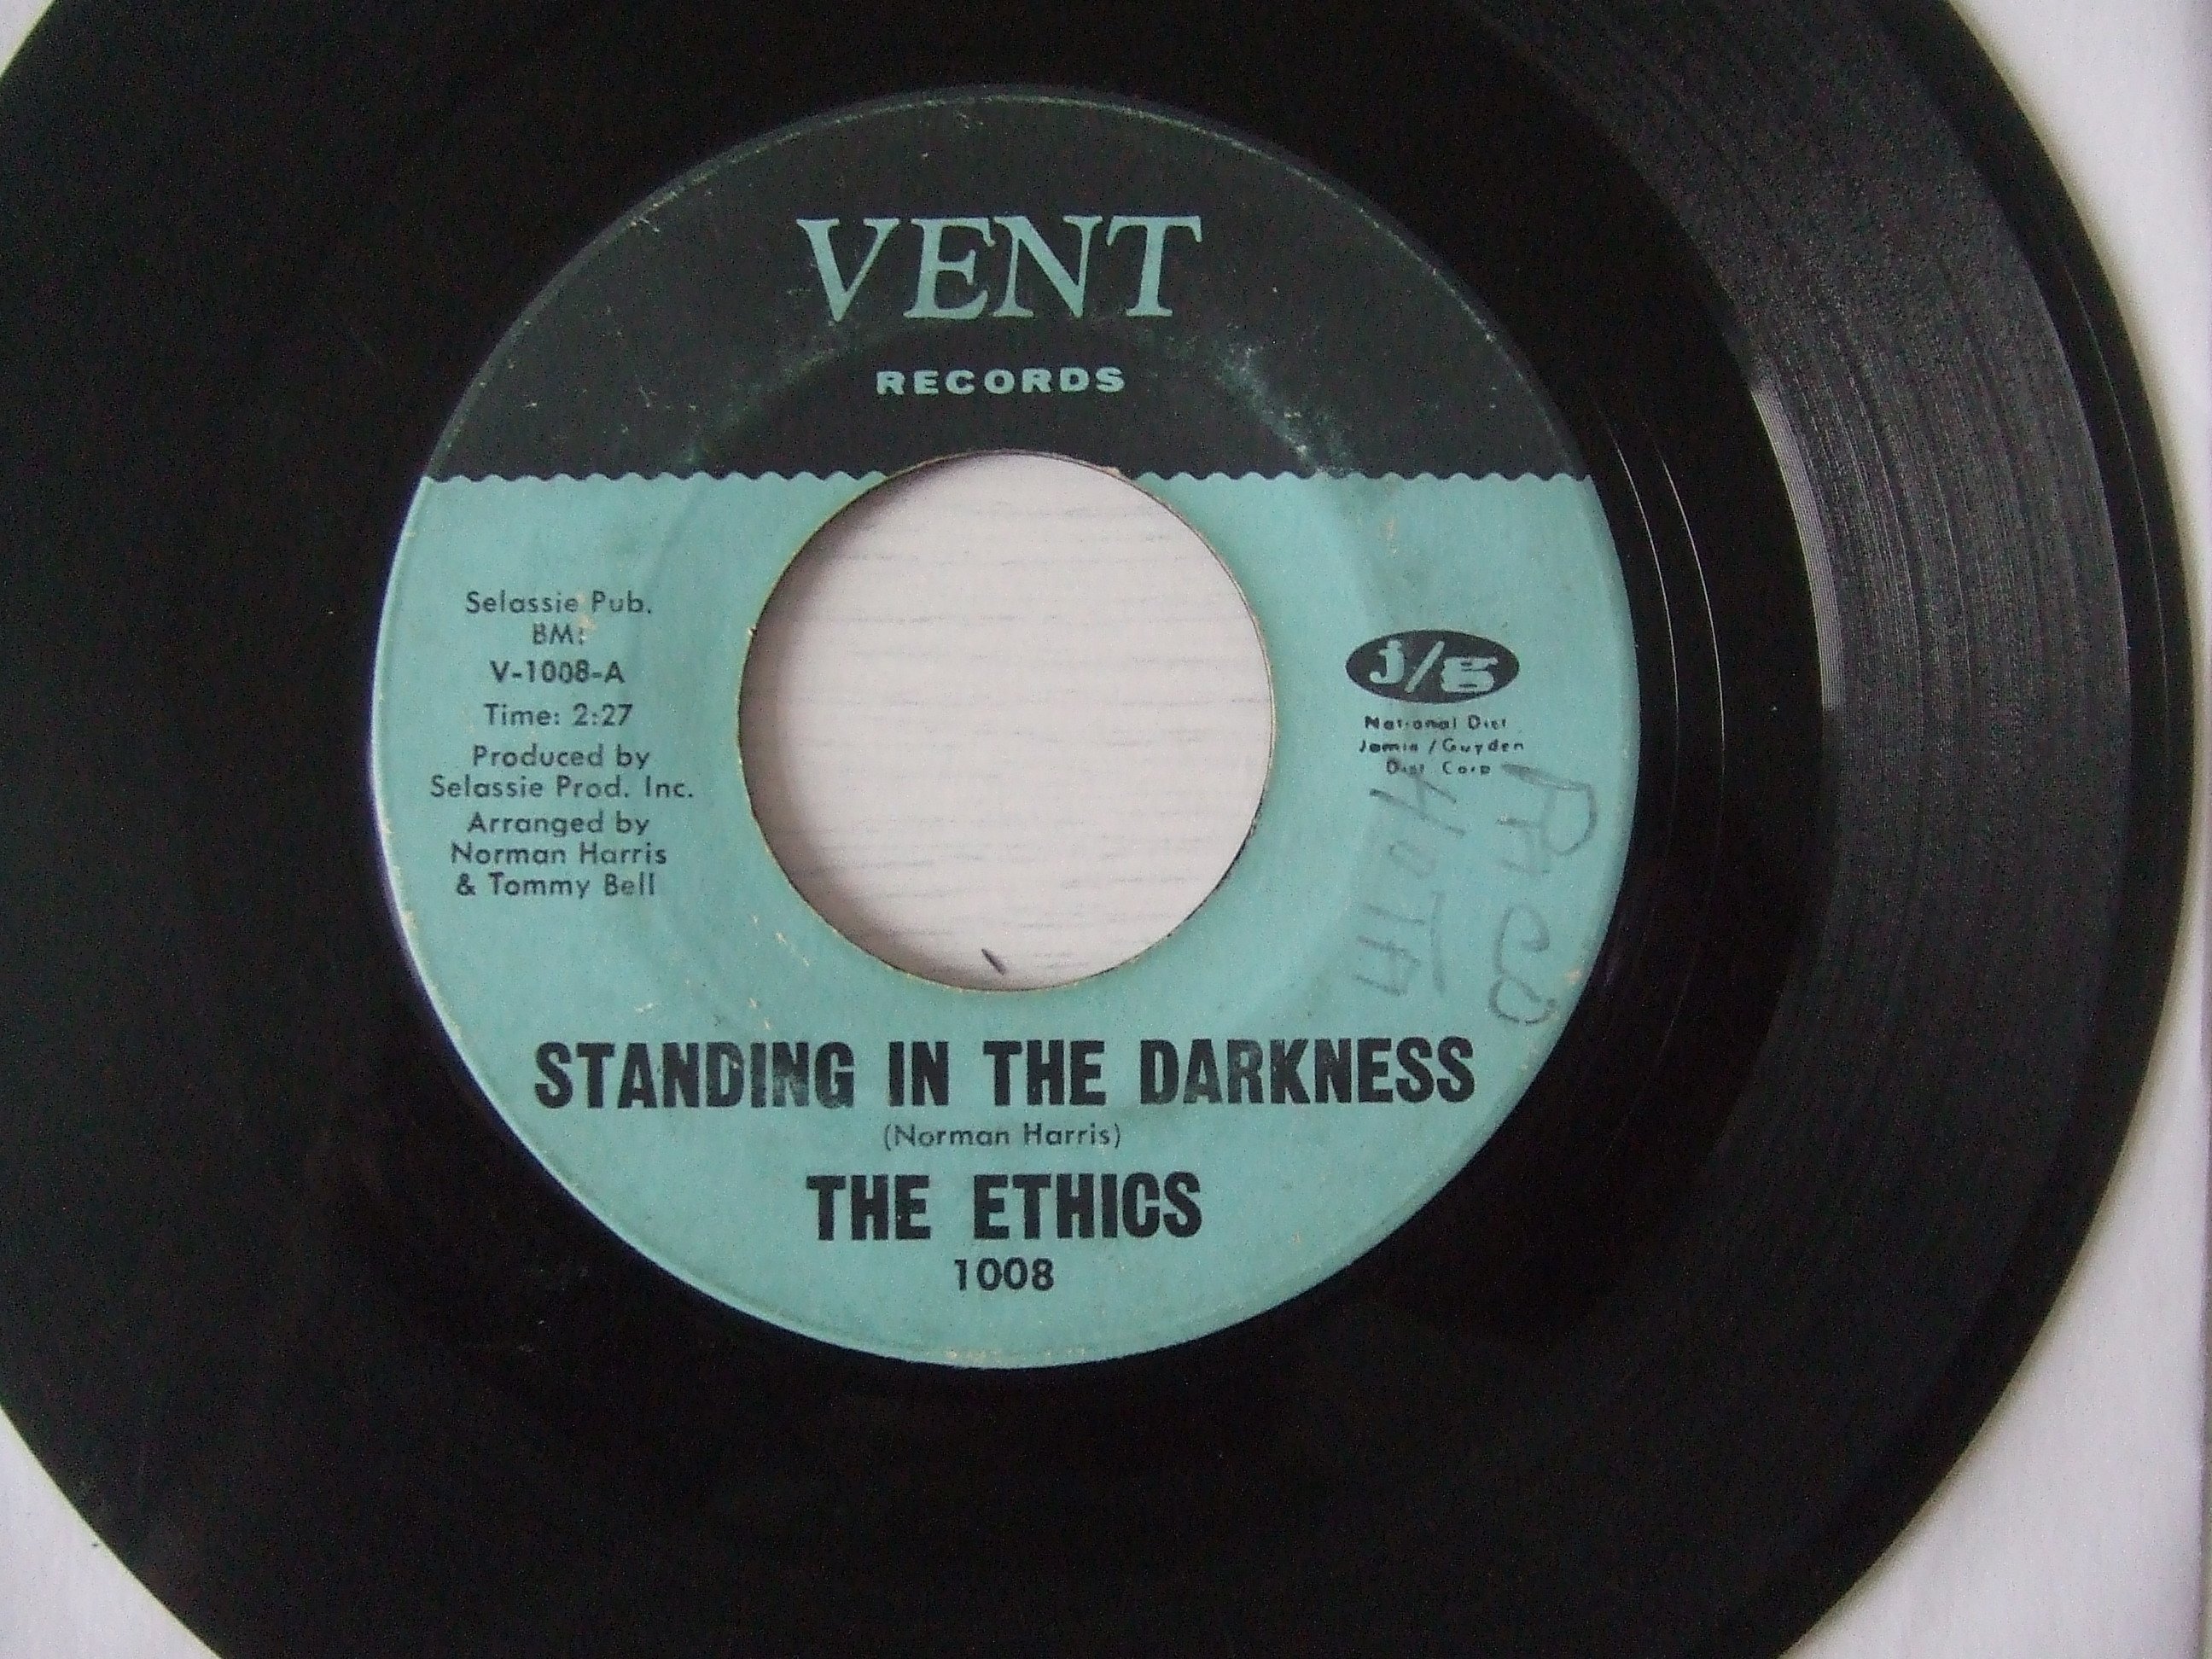 VENT
RECORDS
Selassie Pub.
BMI
V-1008-A
Time: 2:27
Produced by
Selassie Prod. Inc.
Arranged by
Norman Harris
& Tommy Bell
j/g
National Dist.
Jamie/Guyden
Dist. Corp
STANDING IN THE DARKNESS
(Norman Harris)
THE ETHICS
1008